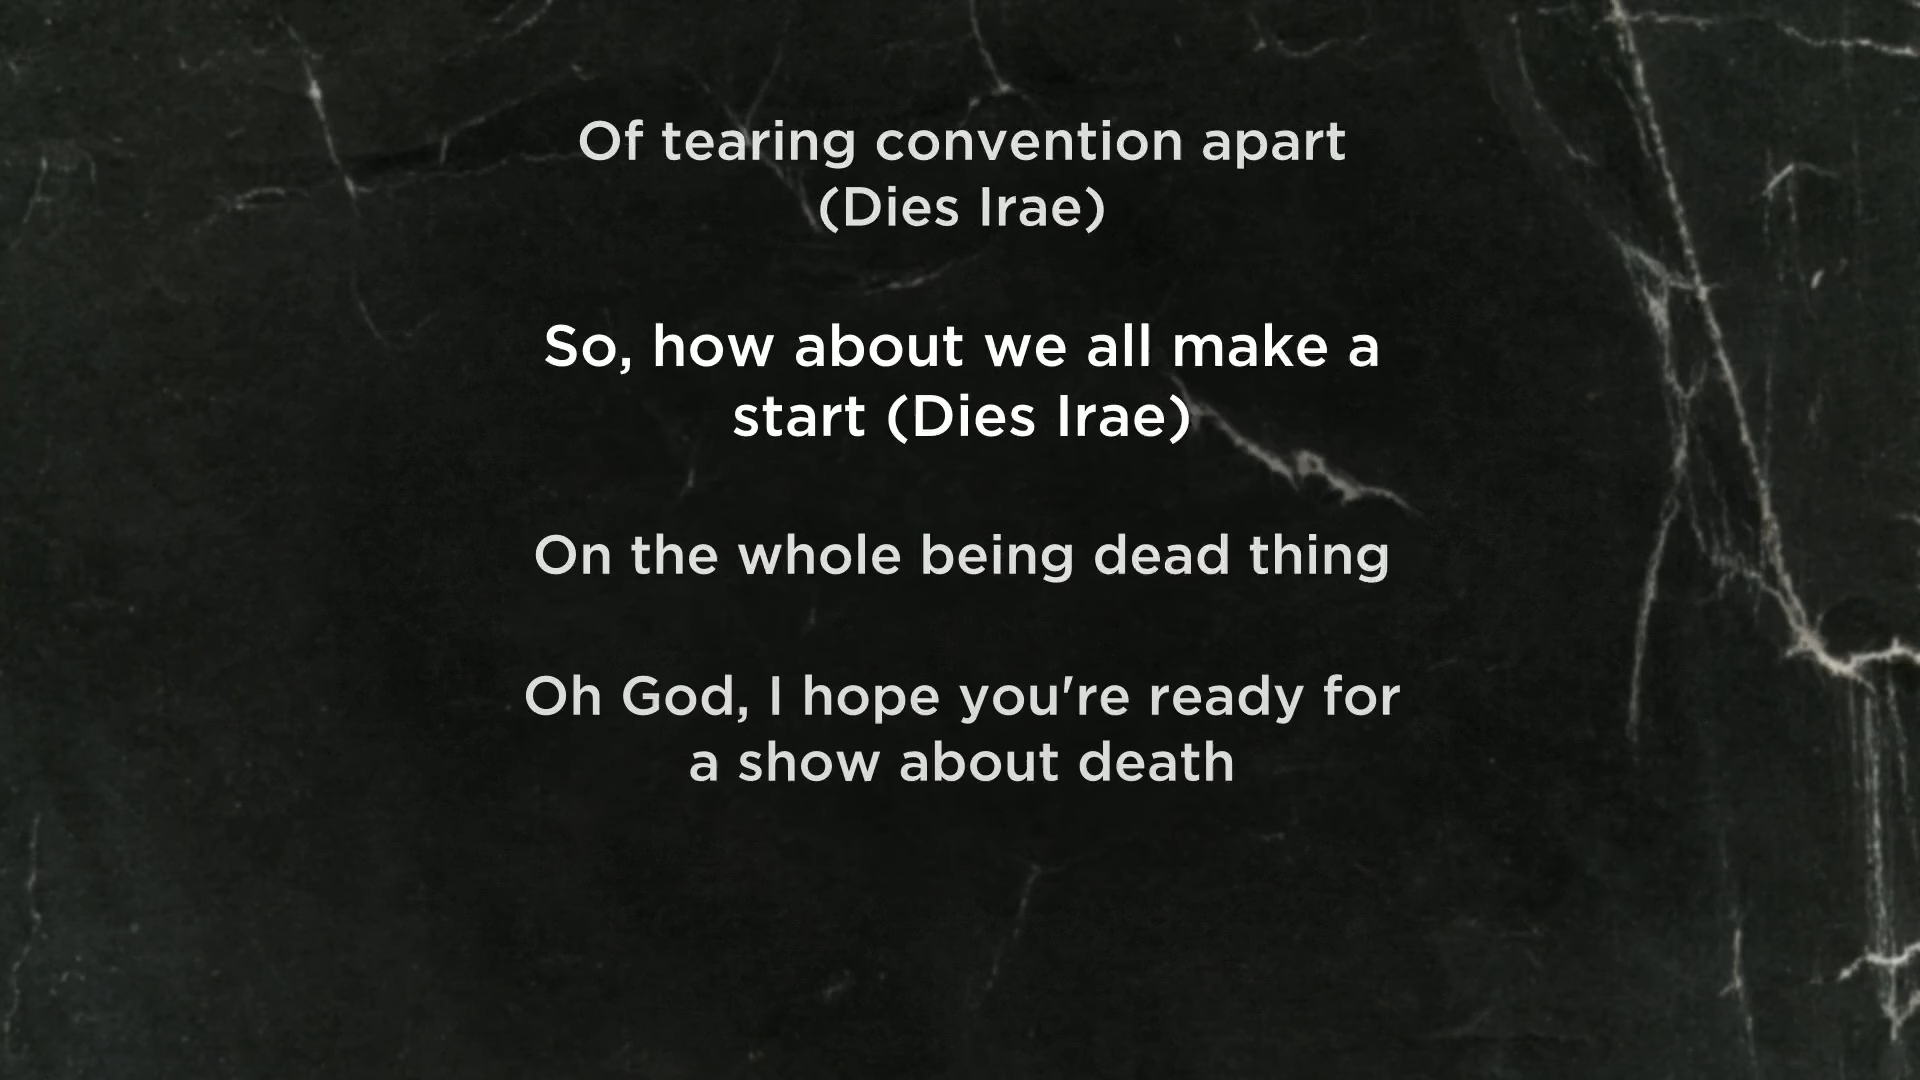 Of tearing convention apart
(Dies Irae)
So, how about we all make a
start (Dies Irae)
On the whole being dead thing
Oh God, I hope you're ready for
a show about death